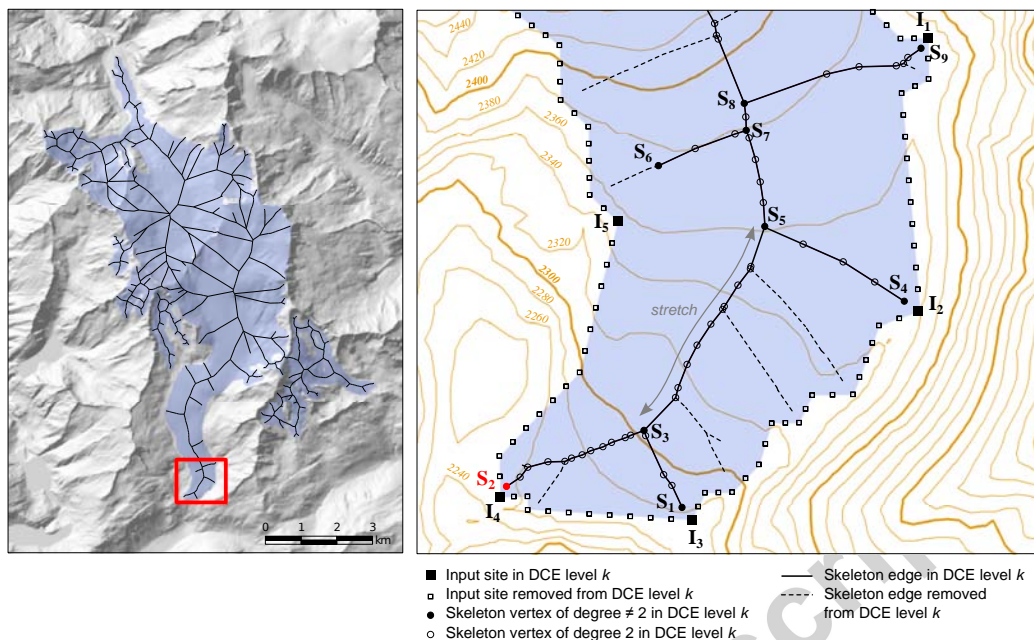 0 1 2 3
km
2440
2420
2400
2380
2360
2340
2320
2300
2280
2260
2240
I1
S9
S8
S7
S6
I5
S5
stretch
S4
I2
S3
S2
I4
S1
I3
Input site in DCE level k
Input site removed from DCE level k
Skeleton vertex of degree ≠ 2 in DCE level k
Skeleton vertex of degree 2 in DCE level k
Skeleton edge in DCE level k
Skeleton edge removed
from DCE level k